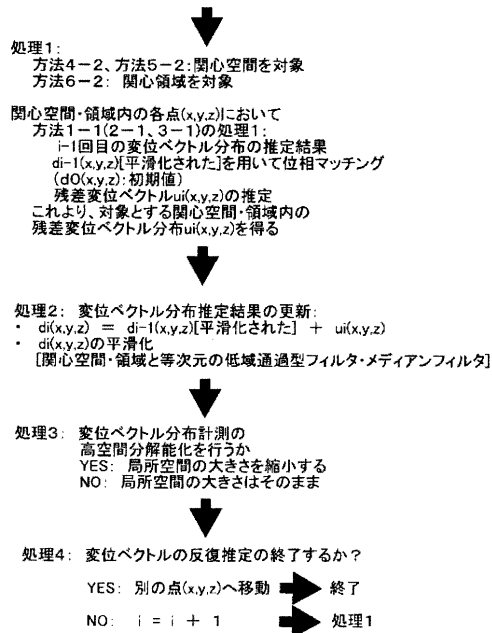 処理1:
方法4-2、方法5-2:関心空間を対象
方法6-2: 関心領域を対象
関心空間・領域内の各点(x,y,z)において
方法1-1(2-1、3-1)の処理1:
i-1回目の変位ベクトル分布の推定結果
di-1(x,y,z)[平滑化された]を用いて位相マッチング
(d0(x,y,z):初期値)
残差変位ベクトルui(x,y,z)の推定
これより、対象とする関心空間・領域内の
残差変位ベクトル分布ui(x,y,z)を得る
処理2: 変位ベクトル分布推定結果の更新:
・ di(x,y,z) = di-1(x,y,z)[平滑化された] + ui(x,y,z)
・ di(x,y,z)の平滑化
[関心空間・領域と等次元の低域通過型フィルタ・メディアンフィルタ]
処理3: 変位ベクトル分布計測の
高空間分解能化を行うか
YES: 局所空間の大きさを縮小する
NO: 局所空間の大きさはそのまま
処理4: 変位ベクトルの反復推定の終了するか?
YES: 別の点(x,y,z)へ移動 終了
NO: i = i + 1 処理1